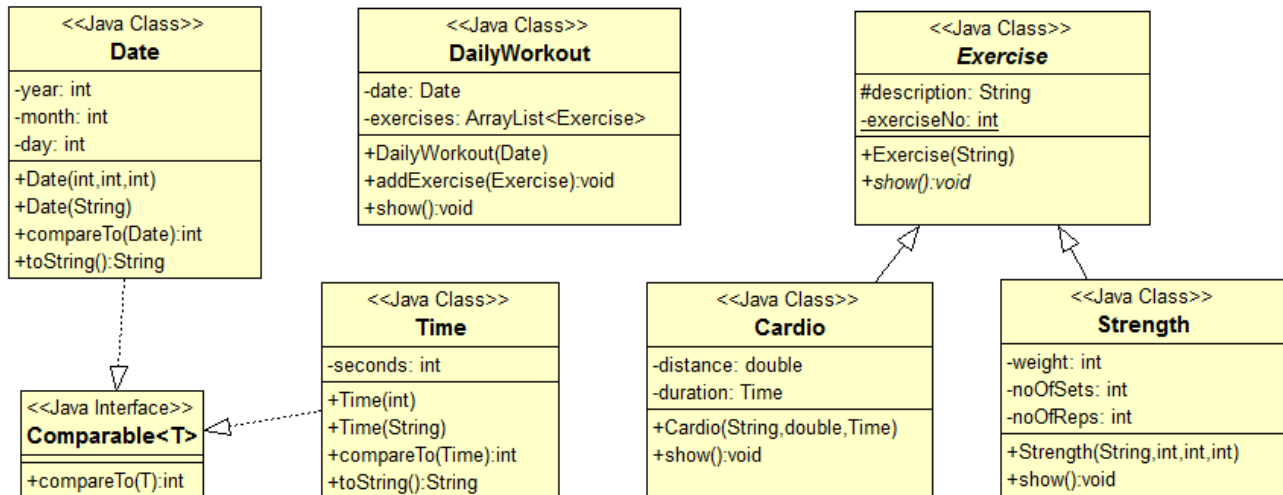 <<Java Class>>
Date
-year: int
-month: int
-day: int
+Date(int,int,int)
+Date(String)
+compareTo(Date):int
+toString():String
<<Java Class>>
DailyWorkout
-date: Date
-exercises: ArrayList<Exercise>
+DailyWorkout(Date)
+addExercise(Exercise):void
+show():void
<<Java Class>>
Exercise
#description: String
-exerciseNo: int
+Exercise(String)
+show():void
<<Java Interface>>
Comparable<T>
+compareTo(T):int
<<Java Class>>
Time
-seconds: int
+Time(int)
+Time(String)
+compareTo(Time):int
+toString():String
<<Java Class>>
Cardio
-distance: double
-duration: Time
+Cardio(String,double,Time)
+show():void
<<Java Class>>
Strength
-weight: int
-noOfSets: int
-noOfReps: int
+Strength(String,int,int,int)
+show():void